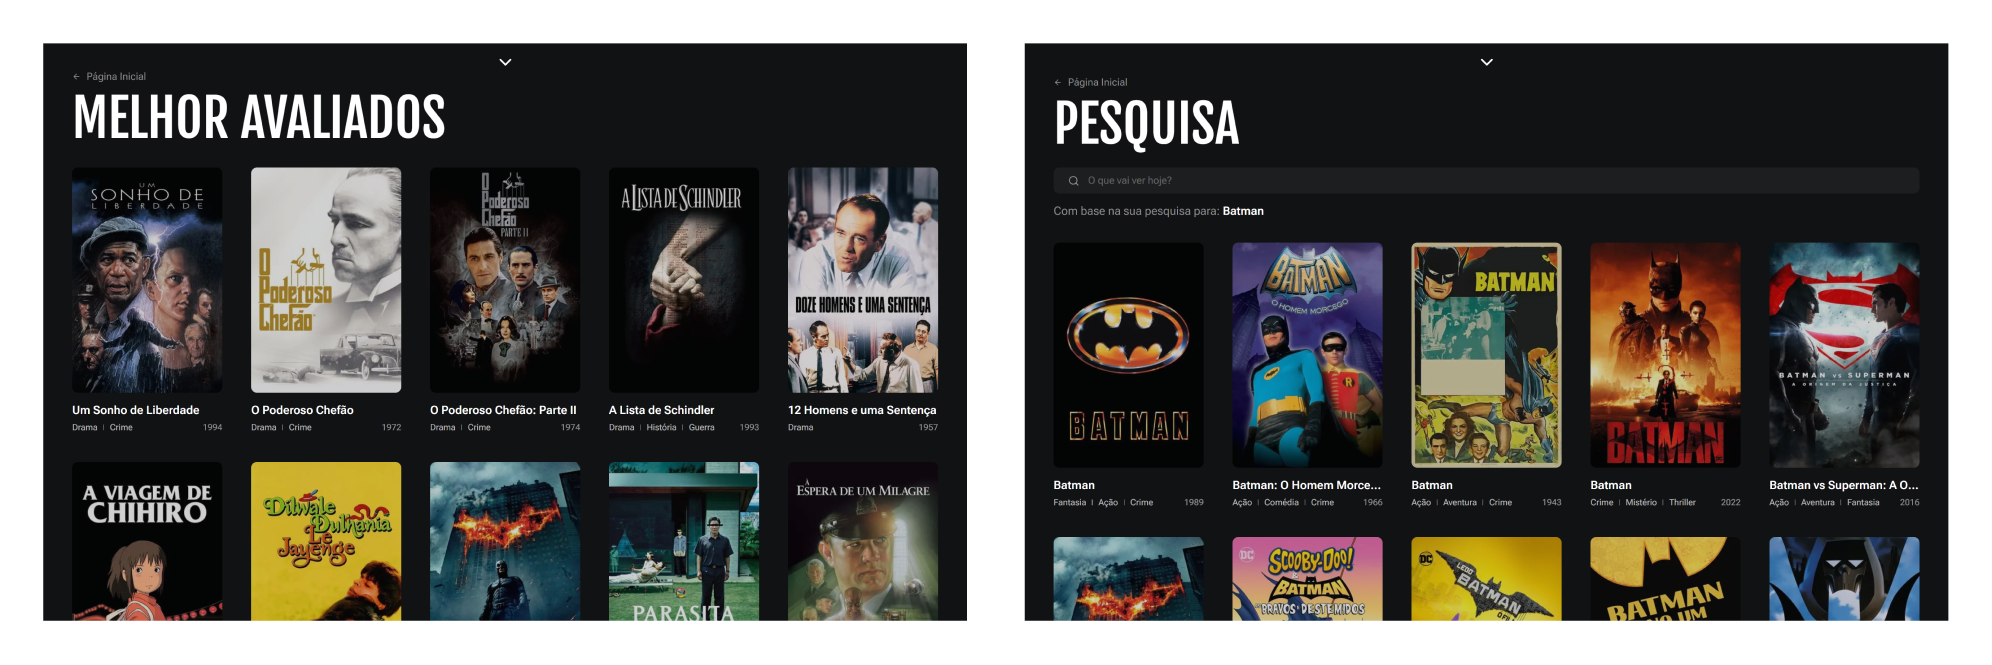 Página Inicial
MELHOR AVALIADOS
UM
SONHO DE
LIBERDADE
O
Poderoso
Chefão
O
Poderoso
Chefão
PARTE II
A LISTA DE SCHINDLER
DOZE HOMENS E UMA SENTENÇA
Um Sonho de Liberdade
Drama | Crime 1994
O Poderoso Chefão
Drama | Crime 1972
O Poderoso Chefão: Parte II
Drama | Crime 1974
A Lista de Schindler
Drama | História | Guerra 1993
12 Homens e uma Sentença
Drama 1957
A VIAGEM DE
CHIHIRO
Dilwale
Dulhania
Le
Jayenge
PARASITA
À
ESPERA DE UM MILAGRE
Página Inicial
PESQUISA
O que vai ver hoje?
Com base na sua pesquisa para: Batman
BATMAN
BATMAN
O HOMEM MORCEGO
BATMAN
BATMAN
BATMAN VS SUPERMAN
A ORIGEM DA JUSTIÇA
Batman
Fantasia | Ação | Crime 1989
Batman: O Homem Morce...
Ação | Comédia | Crime 1966
Batman
Ação | Aventura | Crime 1943
Batman
Crime | Mistério | Thriller 2022
Batman vs Superman: A O...
Ação | Aventura | Fantasia 2016
DC
SCOOBY-DOO!
&
BATMAN
BRAVOS E DESTEMIDOS
DC
LEGO
BATMAN
BATMAN